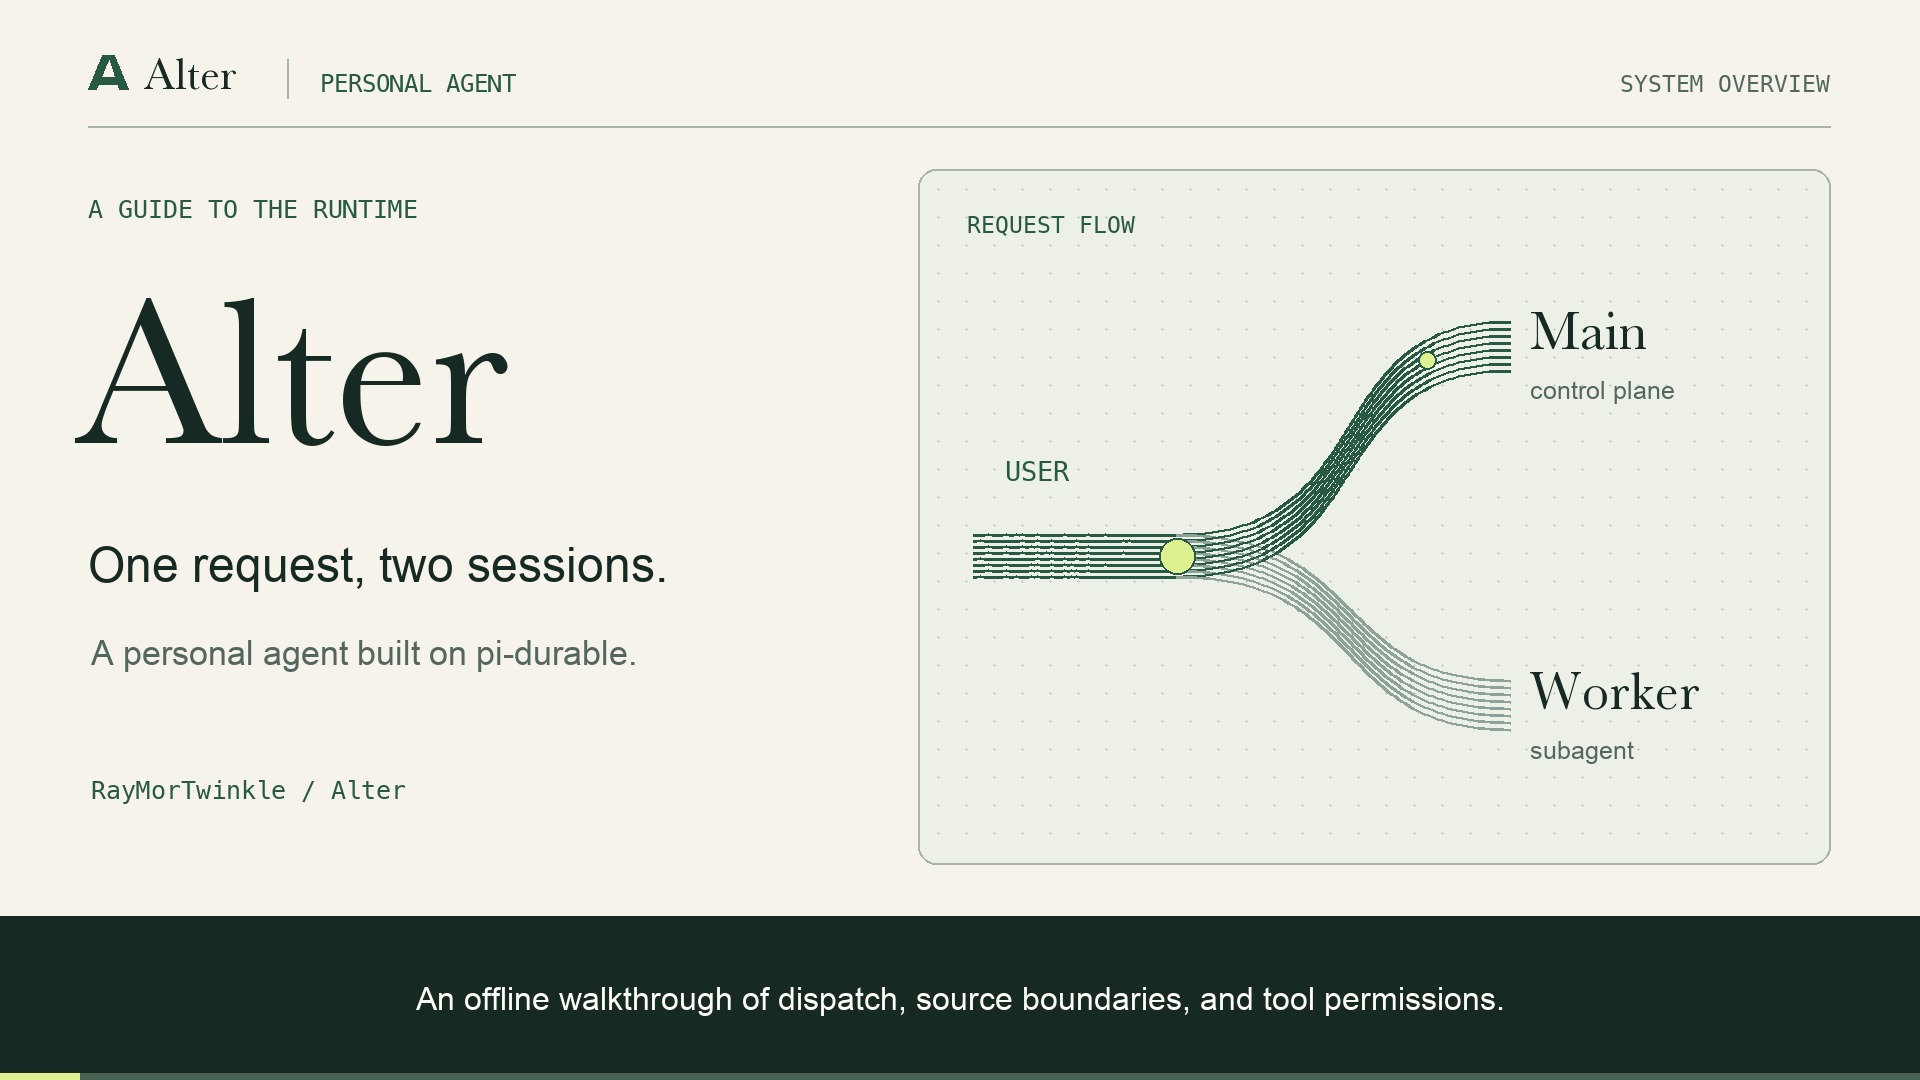 A Alter
PERSONAL AGENT
SYSTEM OVERVIEW
A GUIDE TO THE RUNTIME
Alter
One request, two sessions.
A personal agent built on pi-durable.
RayMorTwinkle / Alter
REQUEST FLOW
USER
Main
control plane
Worker
subagent
An offline walkthrough of dispatch, source boundaries, and tool permissions.